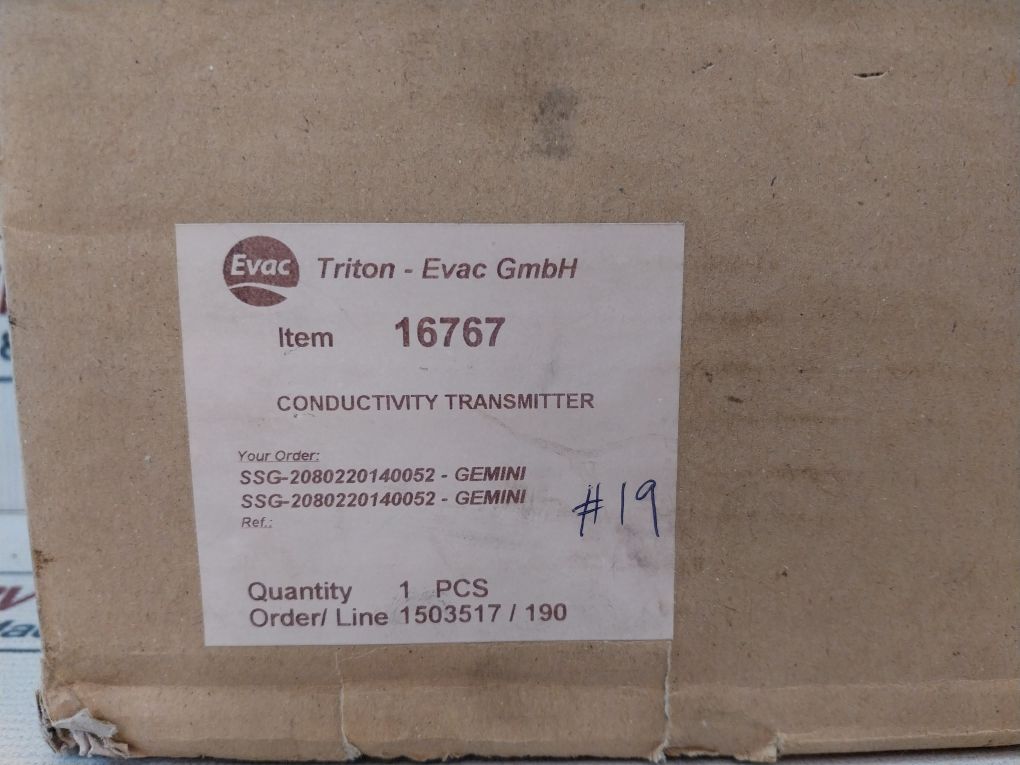 Evac Triton - Evac GmbH
Item 16767
CONDUCTIVITY TRANSMITTER
Your Order:
SSG-2080220140052 - GEMINI
SSG-2080220140052 - GEMINI
Ref.:
#19
Quantity 1 PCS
Order/ Line 1503517 / 190